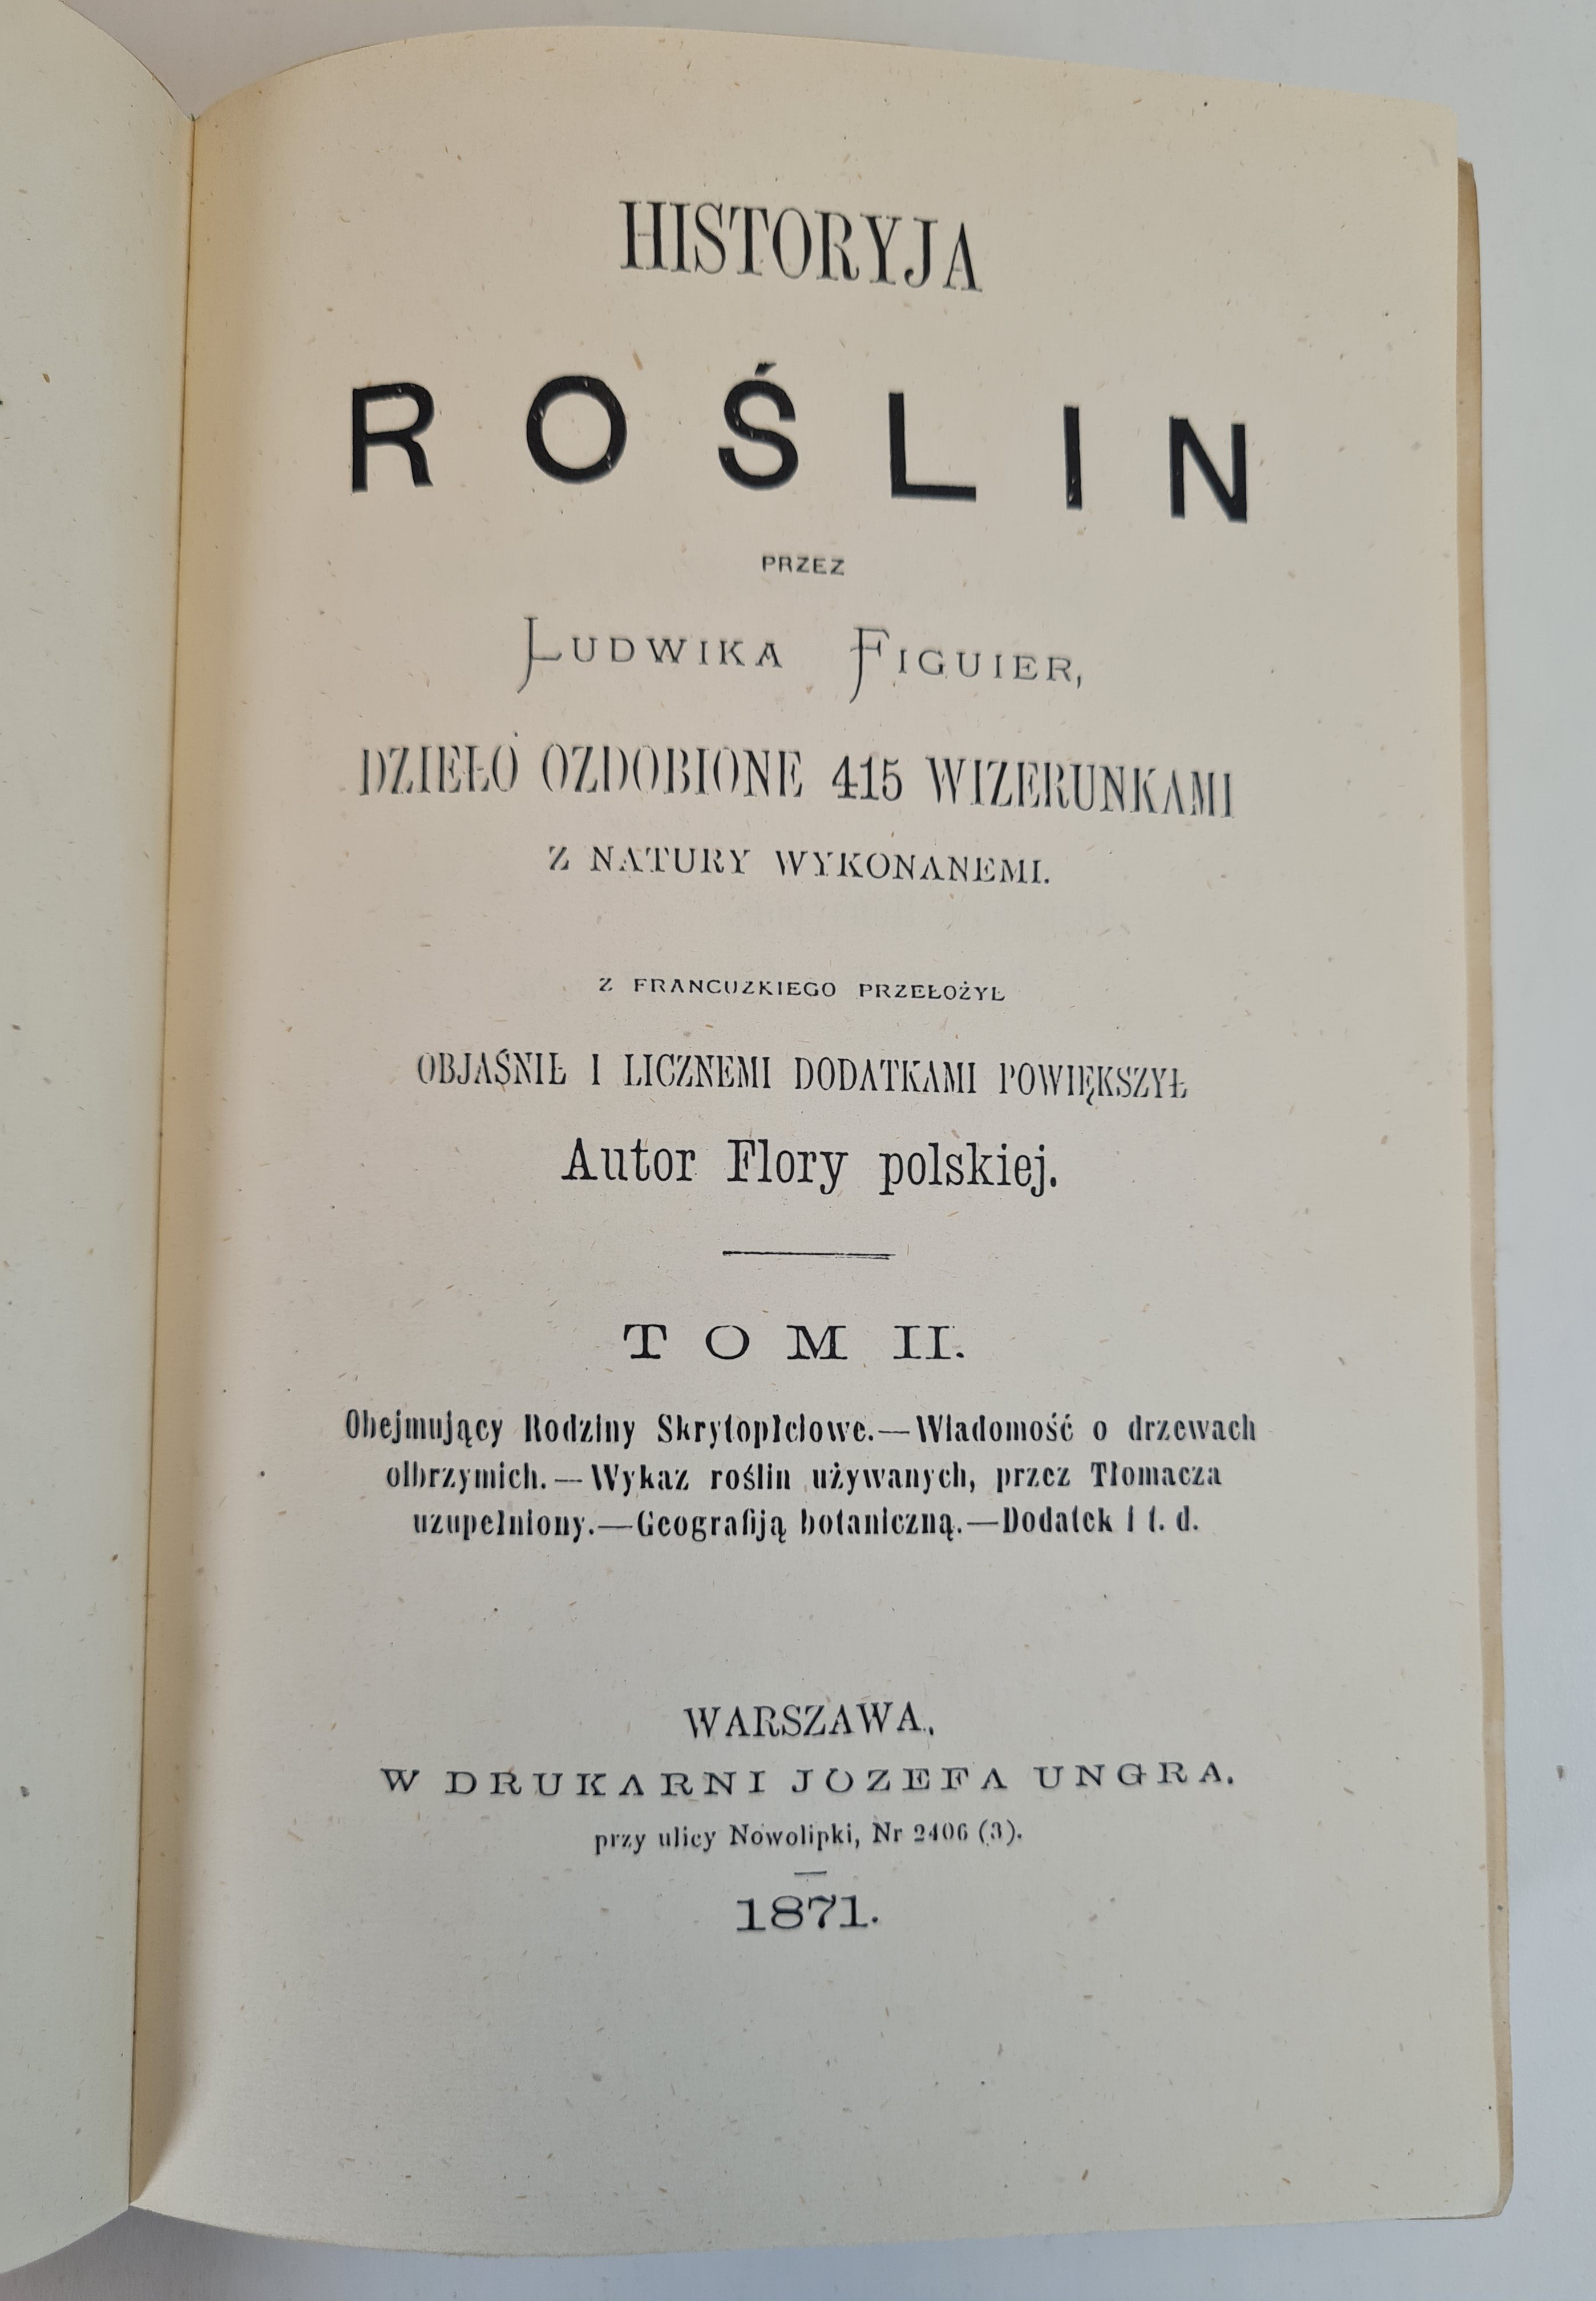 HISTORYJA
ROŚLIN
PRZEZ
LUDWIKA FIGUIER,
DZIEŁO OZDOBIONE 415 WIZERUNKAMI
Z NATURY WYKONANEMI.
Z FRANCUZKIEGO PRZEŁOŻYŁ
OBJAŚNIŁ I LICZNEMI DODATKAMI POWIĘKSZYŁ
Autor Flory polskiej.
TOM II.
Obejmujący Rodziny Skrytopłciowe.—Wiadomość o drzewach
olbrzymich.—Wykaz roślin używanych, przez Tłomacza
uzupełniony.—Geografiją botaniczną.—Dodatek i t. d.
WARSZAWA,
W DRUKARNI JÓZEFA UNGRA.
przy ulicy Nowolipki, Nr 2406 (3).
1871.